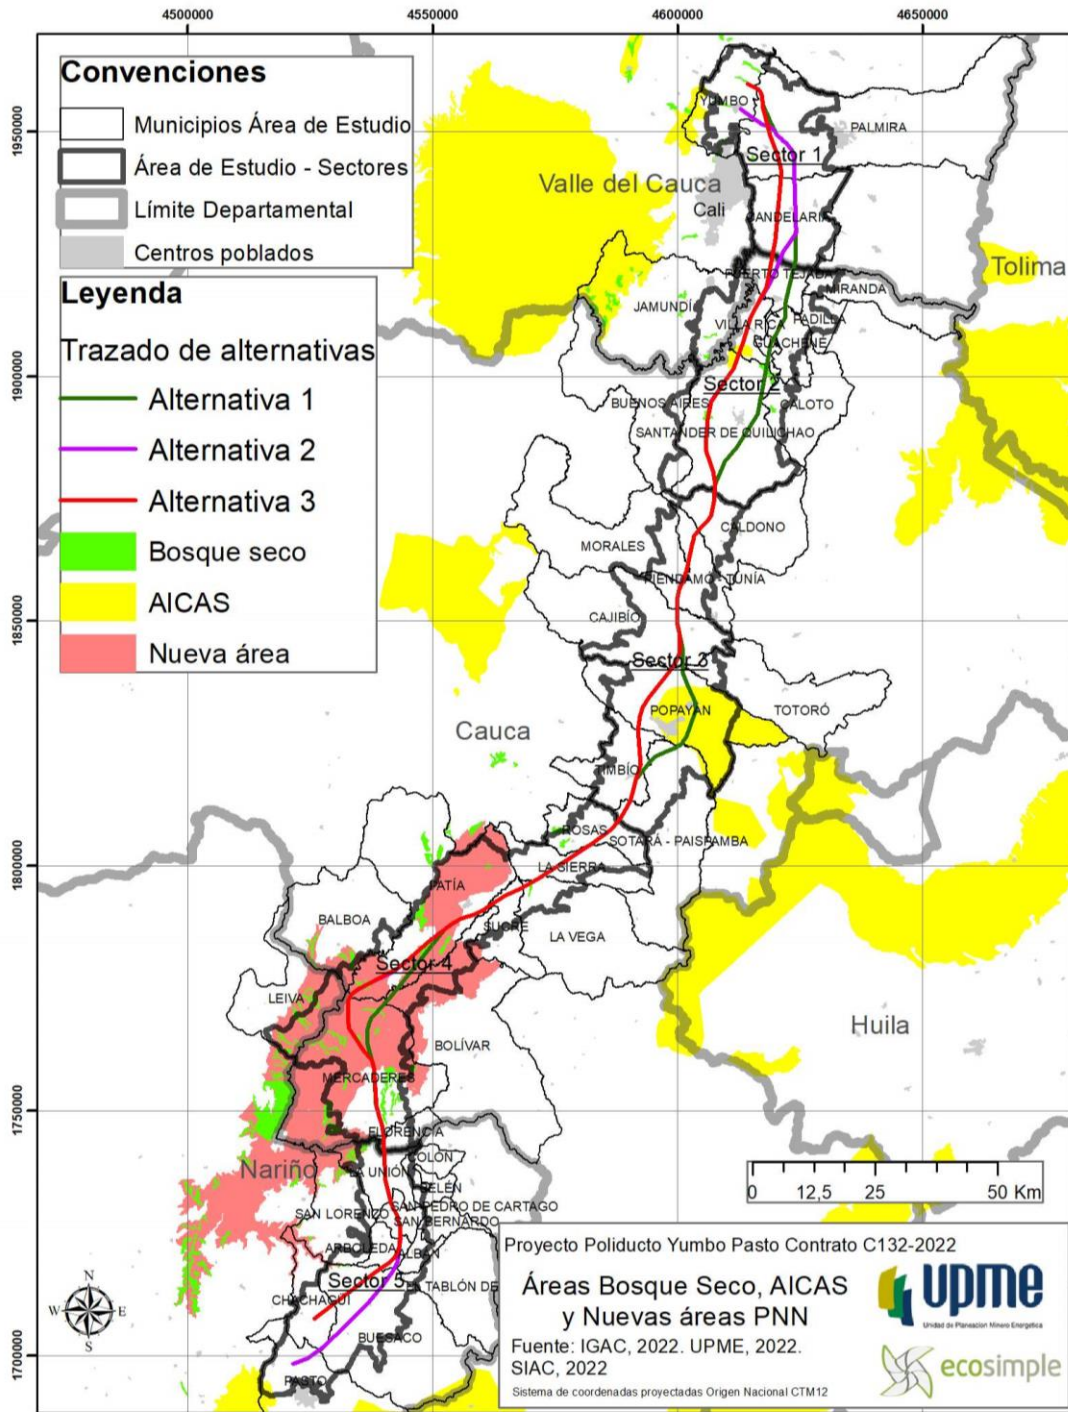 4500000
4550000
4600000
4650000
Convenciones
Municipios Área de Estudio
Área de Estudio - Sectores
Límite Departamental
Centros poblados
Leyenda
Trazado de alternativas
Alternativa 1
Alternativa 2
Alternativa 3
Bosque seco
AICAS
Nueva área
1950000
1900000
1850000
1800000
1750000
1700000
YUMBO
PALMIRA
Sector 1
Valle del Cauca
Cali
CANDELARIA
Tolima
PUERTO TEJADA
MIRANDA
JAMUNDÍ
PADILLA
VILLA RICA
GUACHENÉ
Sector 2
BUENOS AIRES
CALOTO
SANTANDER DE QUILICHAO
CALDONO
MORALES
PIENDAMÓ - TUNÍA
CAJIBÍO
Sector 3
POPAYÁN
TOTORÓ
Cauca
TIMBÍO
ROSAS
SOTARÁ - PAISPAMBA
LA SIERRA
PATÍA
BALBOA
SUCRE
LA VEGA
Sector 4
LEIVA
Huila
BOLÍVAR
MERCADERES
FLORENCIA
COLÓN
Nariño
LA UNIÓN
BELÉN
SAN PEDRO DE CARTAGO
SAN LORENZO
SAN BERNARDO
ARBOLEDA
ALBÁN
Sector 5
EL TABLÓN DE
CHACHAGÜÍ
BUESACO
PASTO
N
W
E
S
0 12,5 25 50 Km
Proyecto Poliducto Yumbo Pasto Contrato C132-2022
Áreas Bosque Seco, AICAS
y Nuevas áreas PNN
Fuente: IGAC, 2022. UPME, 2022.
SIAC, 2022
Sistema de coordenadas proyectadas Origen Nacional CTM12
upme
Unidad de Planeación Minero Energética
ecosimple